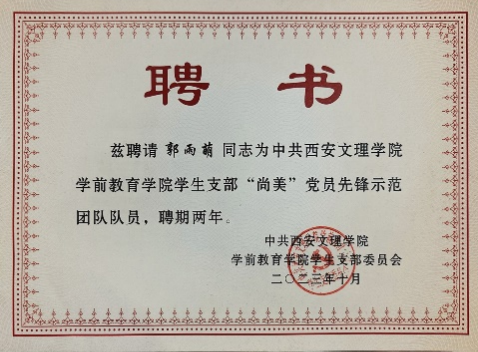 聘书
兹聘请 郭雨萌 同志为中共西安文理学院
学前教育学院学生支部“尚美”党员先锋示范
团队队员，聘期两年。
中共西安文理学院
学前教育学院学生支部委员会
二〇二三年十月